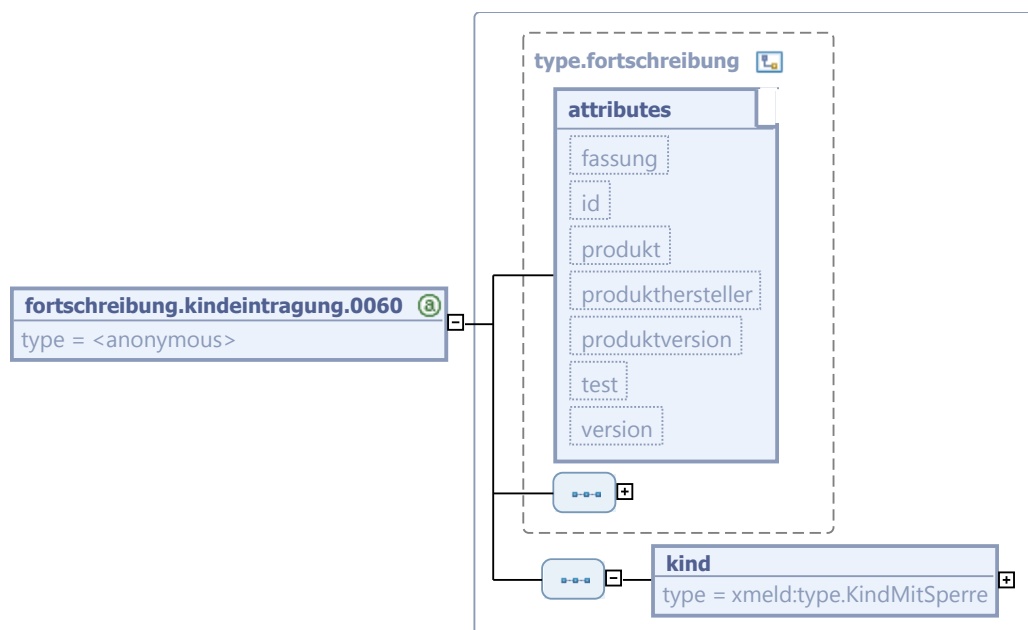 type.fortschreibung
attributes
fassung
id
produkt
produkthersteller
produktversion
test
version
fortschreibung.kindeintragung.0060
type = <anonymous>
kind
type = xmeld:type.KindMitSperre